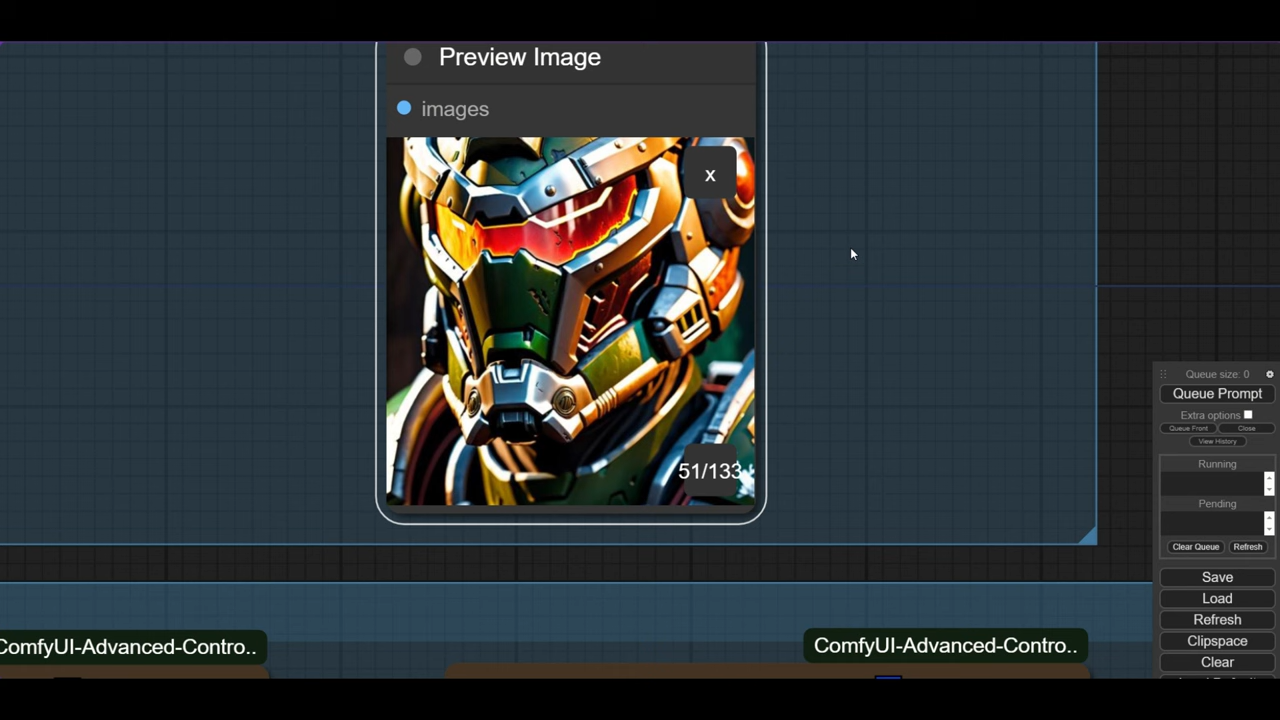 Preview Image
images
x
51/133
Queue size: 0
Queue Prompt
Extra options
Queue Front
Close
View History
Running
Pending
Clear Queue
Refresh
Save
Load
Refresh
Clipspace
Clear
ComfyUI-Advanced-Contro..
ComfyUI-Advanced-Contro..